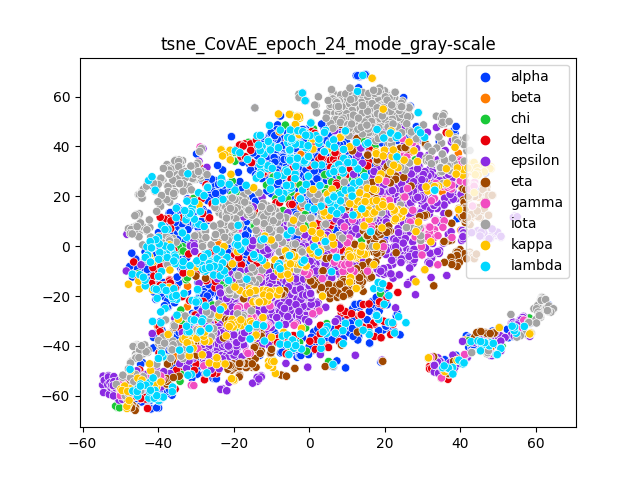 tsne_CovAE_epoch_24_mode_gray-scale
alpha
beta
chi
delta
epsilon
eta
gamma
iota
kappa
lambda
60
40
20
0
−20
−40
−60
−60 −40 −20 0 20 40 60